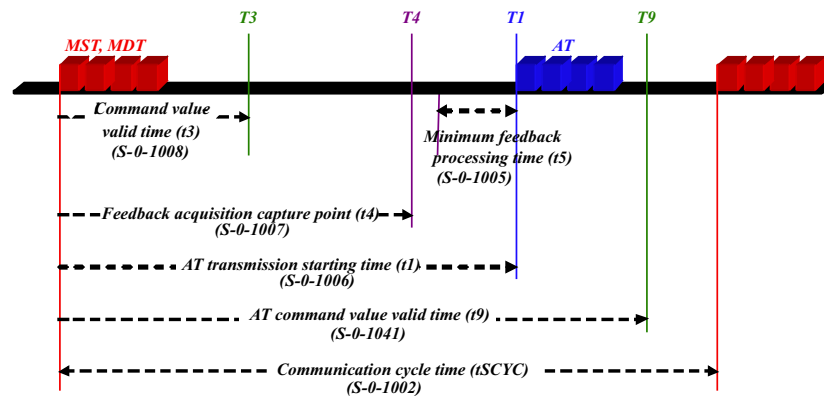 T3
T4
T1
T9
MST, MDT
AT
Command value
valid time (t3)
(S-0-1008)
Minimum feedback
processing time (t5)
(S-0-1005)
Feedback acquisition capture point (t4)
(S-0-1007)
AT transmission starting time (t1)
(S-0-1006)
AT command value valid time (t9)
(S-0-1041)
Communication cycle time (tSCYC)
(S-0-1002)